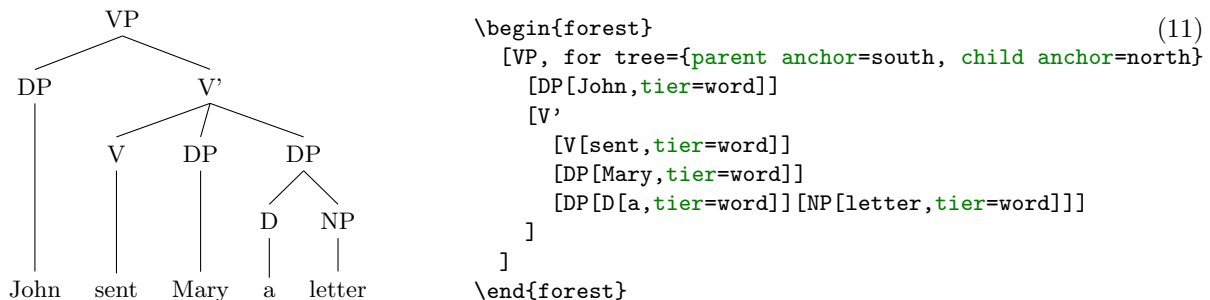 VP
DP V'
V DP DP
D NP
John sent Mary a letter
\begin{forest} (11)
[VP, for tree={parent anchor=south, child anchor=north}
[DP[John,tier=word]]
[V'
[V[sent,tier=word]]
[DP[Mary,tier=word]]
[DP[D[a,tier=word]][NP[letter,tier=word]]]
]
]
\end{forest}